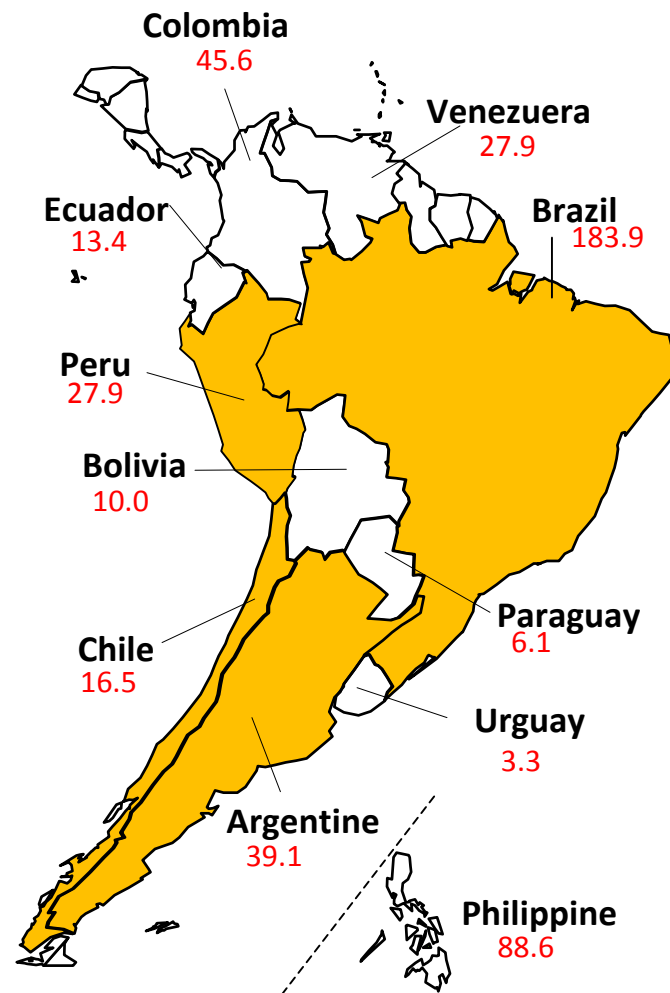 Colombia
45.6
Venezuera
27.9
Ecuador
13.4
Brazil
183.9
Peru
27.9
Bolivia
10.0
Paraguay
6.1
Chile
16.5
Urguay
3.3
Argentine
39.1
Philippine
88.6